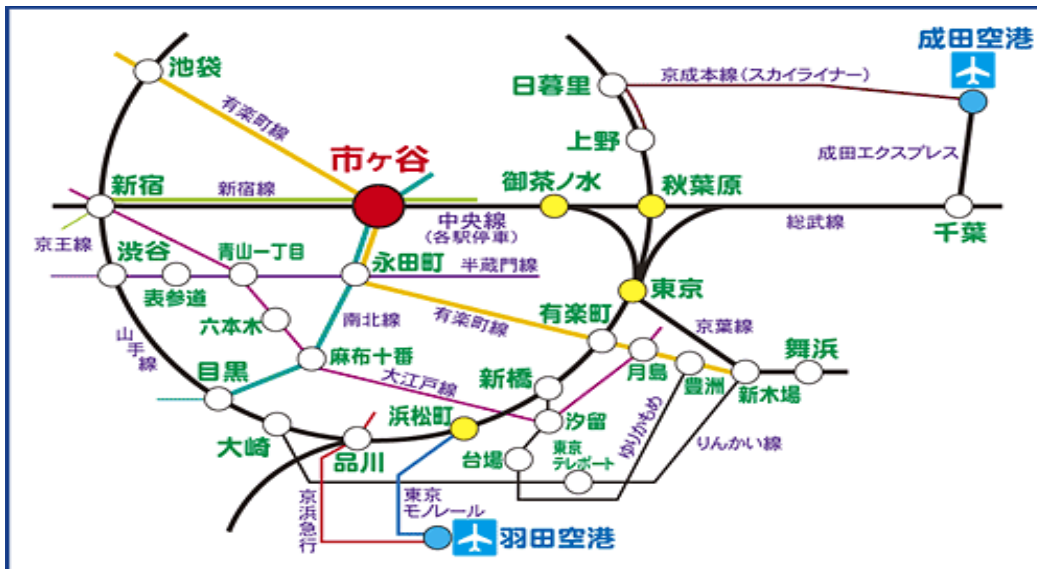 成田空港
池袋
日暮里
京成本線(スカイライナー)
有楽町線
上野
成田エクスプレス
市ヶ谷
新宿
新宿線
御茶ノ水
秋葉原
中央線
(各駅停車)
総武線
千葉
京王線
渋谷
青山一丁目
永田町
半蔵門線
東京
表参道
有楽町
京葉線
六本木
南北線
有楽町線
舞浜
山手線
麻布十番
月島
豊洲
新木場
目黒
大江戸線
新橋
浜松町
汐留
ゆりかもめ
りんかい線
大崎
品川
台場
東京
テレポート
京浜急行
東京
モノレール
羽田空港